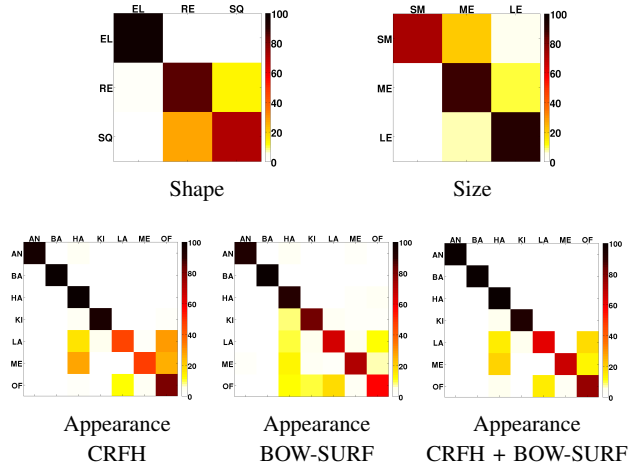 EL RE SQ
EL
RE
SQ
100
80
60
40
20
0
Shape
SM ME LE
SM
ME
LE
100
80
60
40
20
0
Size
AN BA HA KI LA ME OF
AN
BA
HA
KI
LA
ME
OF
100
80
60
40
20
0
Appearance
CRFH
AN BA HA KI LA ME OF
AN
BA
HA
KI
LA
ME
OF
100
80
60
40
20
0
Appearance
BOW-SURF
AN BA HA KI LA ME OF
AN
BA
HA
KI
LA
ME
OF
100
80
60
40
20
0
Appearance
CRFH + BOW-SURF